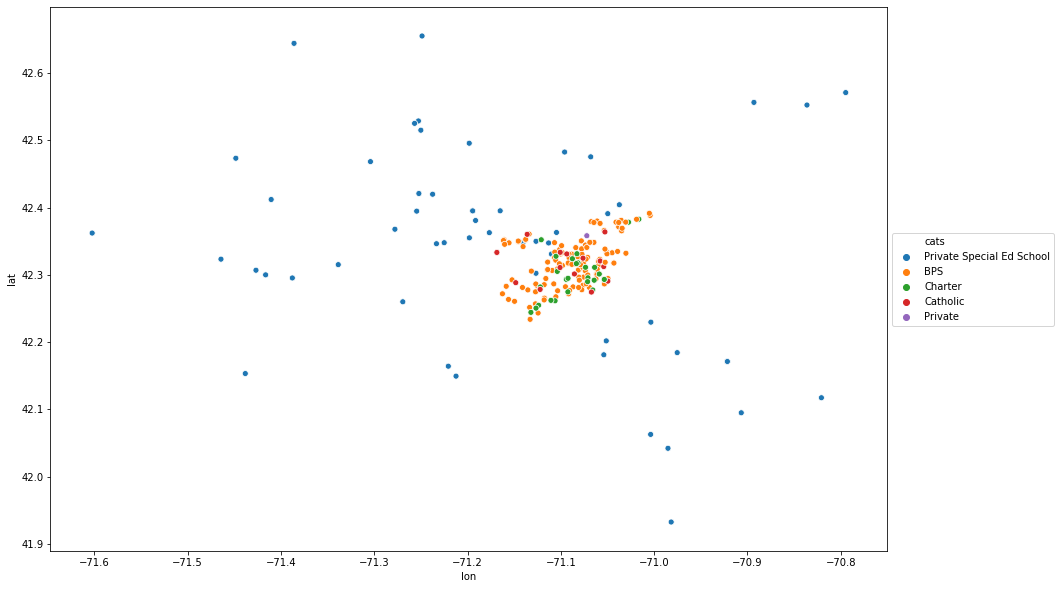 42.6
42.5
42.4
42.3
42.2
42.1
42.0
41.9
lat
−71.6 −71.5 −71.4 −71.3 −71.2 −71.1 −71.0 −70.9 −70.8
lon
cats
Private Special Ed School
BPS
Charter
Catholic
Private